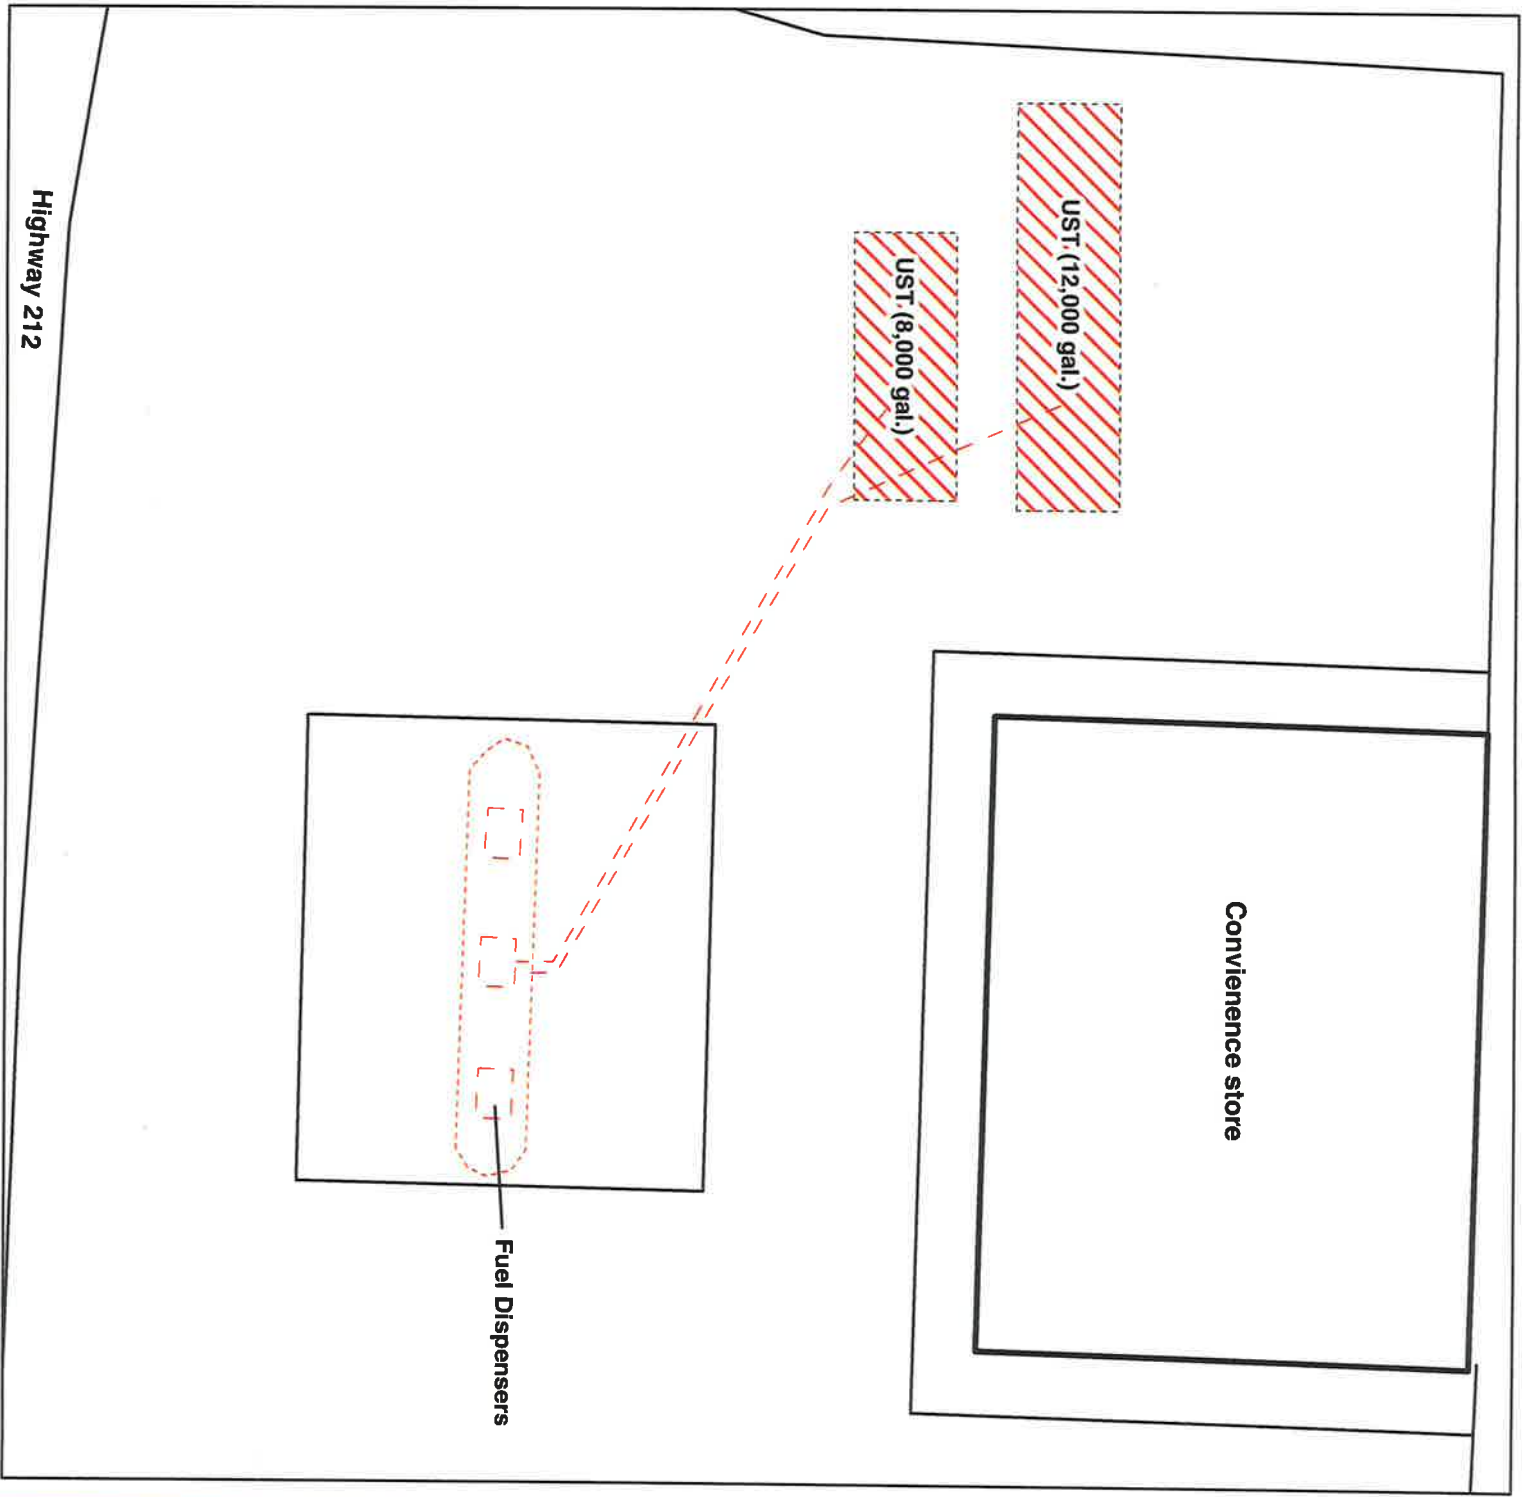 Convienence store
UST (12,000 gal.)
UST (8,000 gal.)
Fuel Dispensers
Highway 212